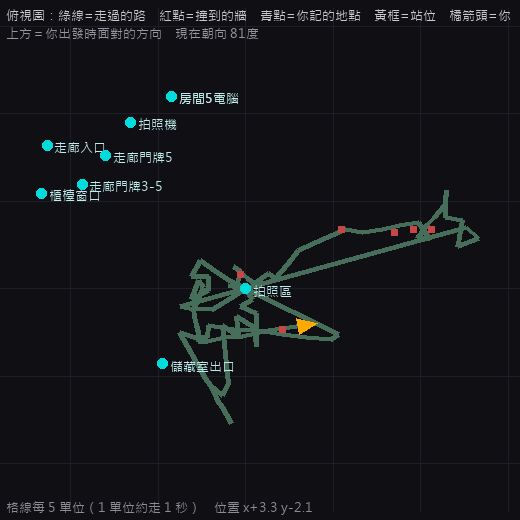 俯視圖：綠線=走過的路　紅點=撞到的牆　青點=你記的地點　黃框=站位　橘箭頭=你
上方＝你出發時面對的方向　現在朝向 81度
房間5電腦
拍照機
走廊入口
走廊門牌5
走廊門牌3-5
櫃檯窗口
拍照區
儲藏室出口
格線每 5 單位（1 單位約走 1 秒）　位置 x+3.3 y-2.1